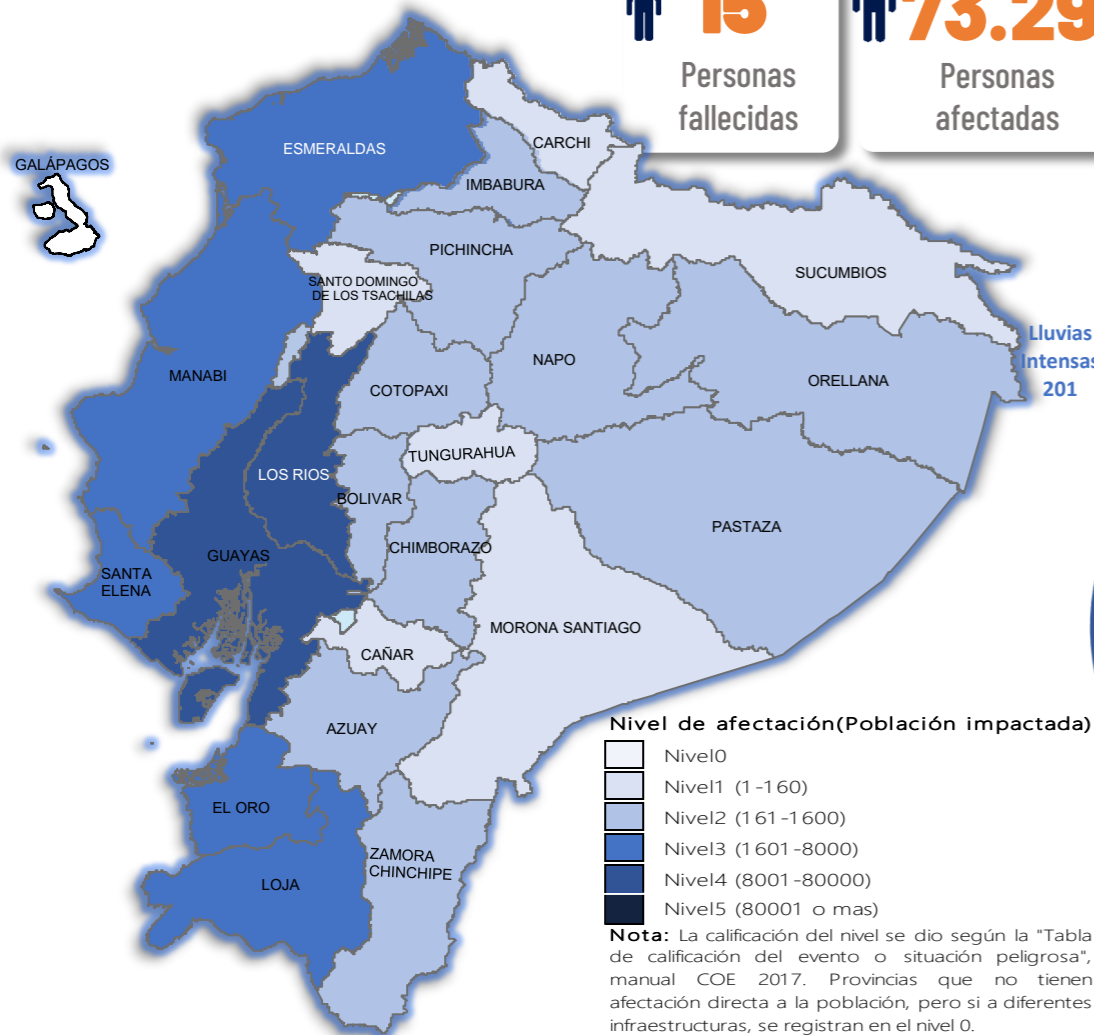 15
Personas
fallecidas
73.29
Personas
afectadas
GALÁPAGOS
ESMERALDAS
CARCHI
IMBABURA
PICHINCHA
SUCUMBIOS
SANTO DOMINGO
DE LOS TSACHILAS
MANABI
COTOPAXI
NAPO
ORELLANA
Lluvias
Intensas
201
TUNGURAHUA
LOS RIOS
BOLIVAR
PASTAZA
GUAYAS
CHIMBORAZO
SANTA
ELENA
MORONA SANTIAGO
CAÑAR
AZUAY
EL ORO
ZAMORA
CHINCHIPE
LOJA
Nivel de afectación(Población impactada)
Nivel0
Nivel1 (1-160)
Nivel2 (161-1600)
Nivel3 (1601-8000)
Nivel4 (8001-80000)
Nivel5 (80001 o mas)
Nota: La calificación del nivel se dio según la "Tabla
de calificación del evento o situación peligrosa",
manual COE 2017. Provincias que no tienen
afectación directa a la población, pero si a diferentes
infraestructuras, se registran en el nivel 0.